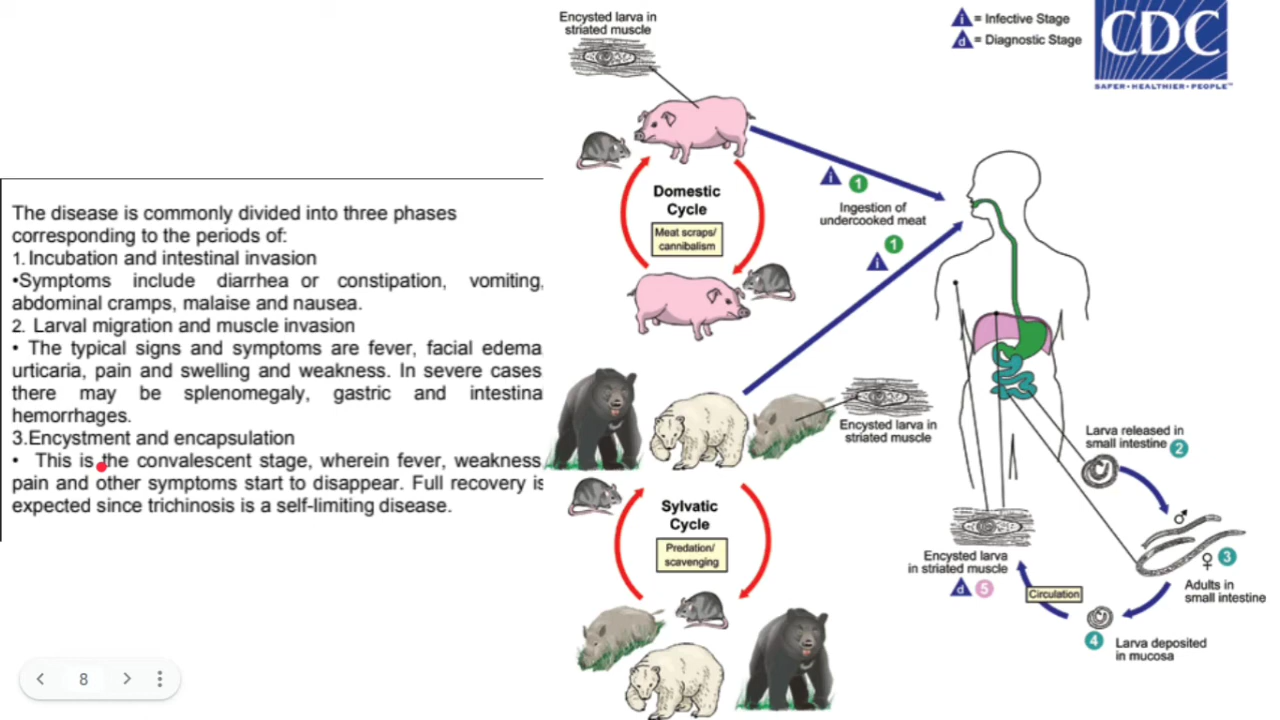 The disease is commonly divided into three phases
corresponding to the periods of:
1. Incubation and intestinal invasion
•Symptoms include diarrhea or constipation, vomiting,
abdominal cramps, malaise and nausea.
2. Larval migration and muscle invasion
• The typical signs and symptoms are fever, facial edema
urticaria, pain and swelling and weakness. In severe cases
there may be splenomegaly, gastric and intestina
hemorrhages.
3.Encystment and encapsulation
• This is the convalescent stage, wherein fever, weakness
pain and other symptoms start to disappear. Full recovery is
expected since trichinosis is a self-limiting disease.
8
Encysted larva in
striated muscle
i = Infective Stage
d = Diagnostic Stage
CDC
SAFER • HEALTHIER • PEOPLE™
Domestic
Cycle
Meat scraps/
cannibalism
i 1
Ingestion of
undercooked meat
i 1
Encysted larva in
striated muscle
Sylvatic
Cycle
Predation/
scavenging
Larva released in
small intestine 2
♂
♀ 3
Adults in
small intestine
4
Larva deposited
in mucosa
Circulation
Encysted larva
in striated muscle
d 5